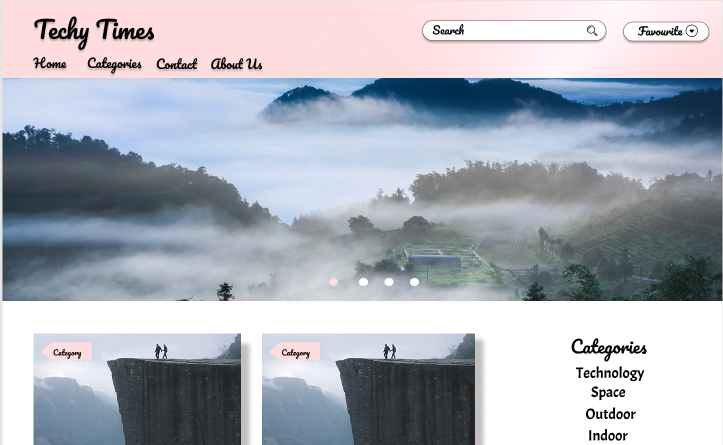 Techy Times
Search
Favourite
Home Categories Contact About Us
Category
Category
Categories
Technology
Space
Outdoor
Indoor